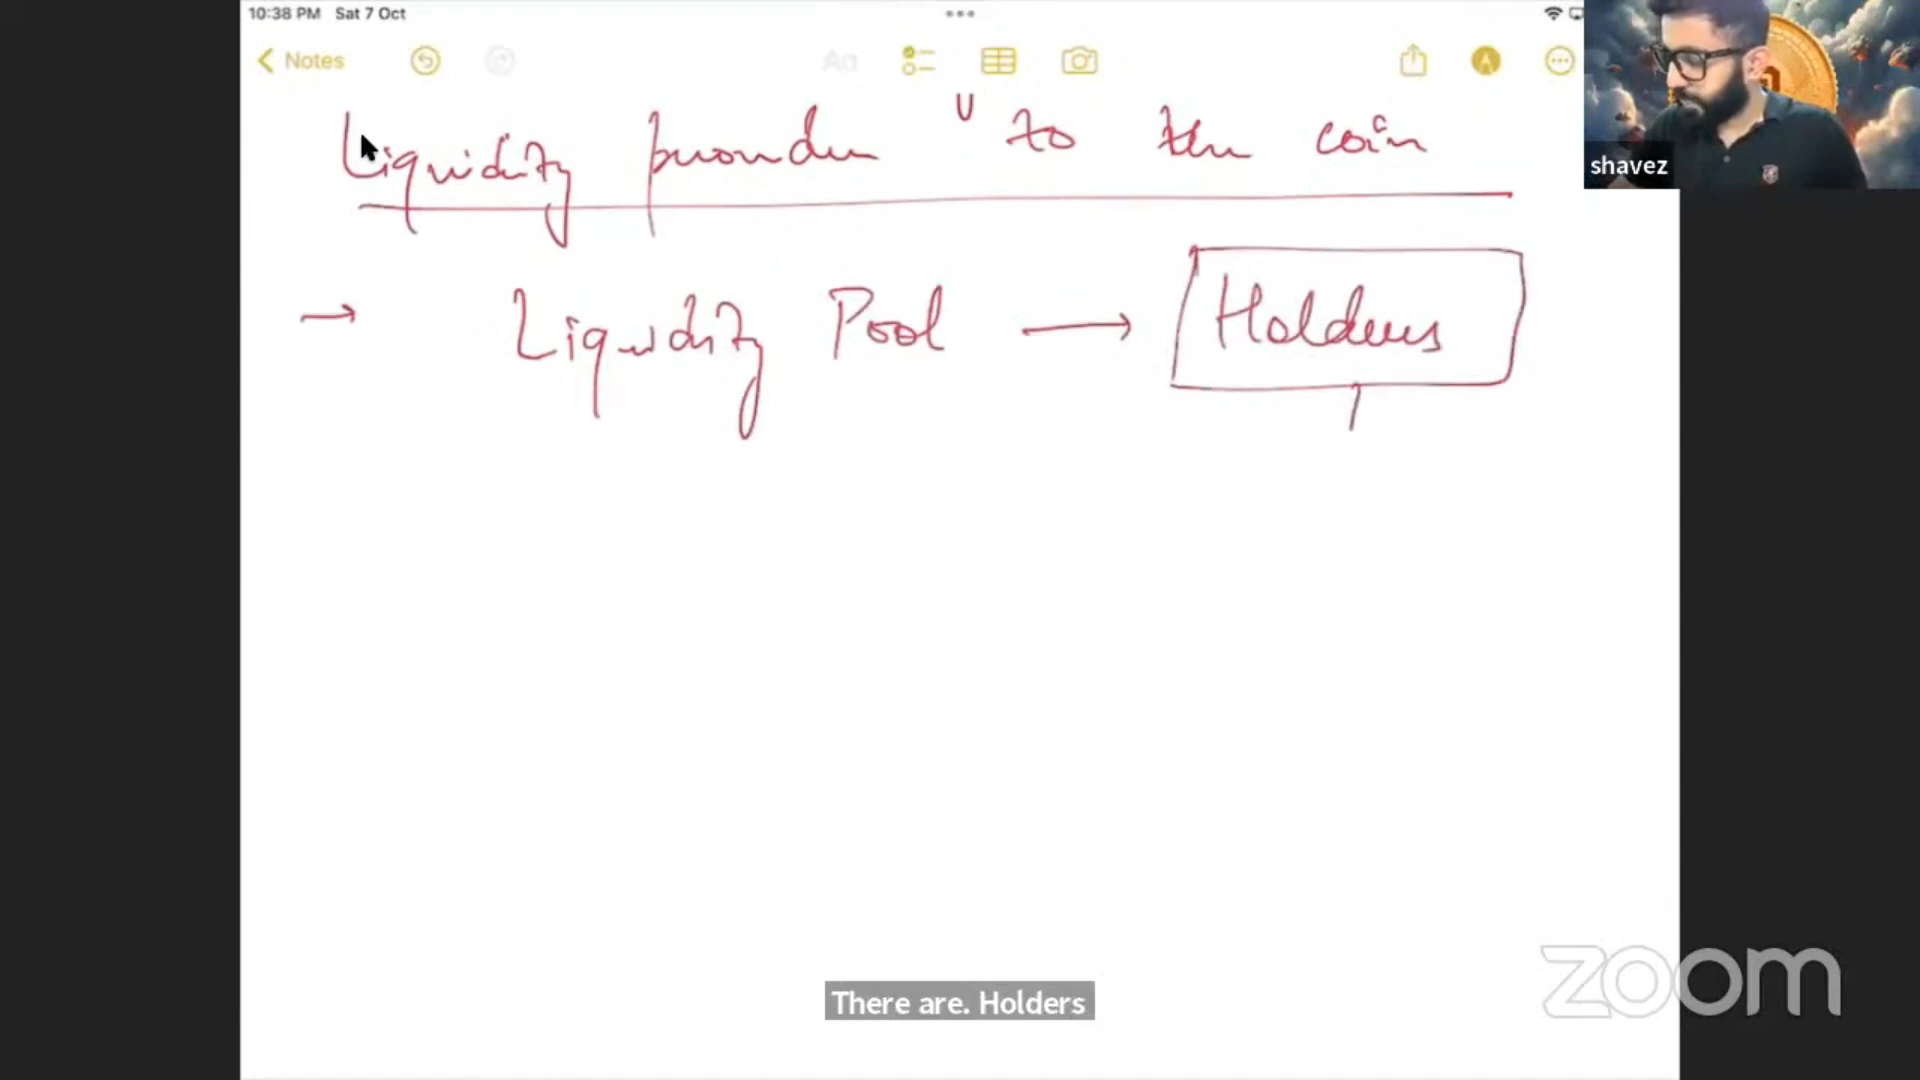 10:38 PM Sat 7 Oct
Notes
Aa
shavez
Liquidity provider to the coin
→ Liquidity Pool → Holders
There are. Holders
zoom